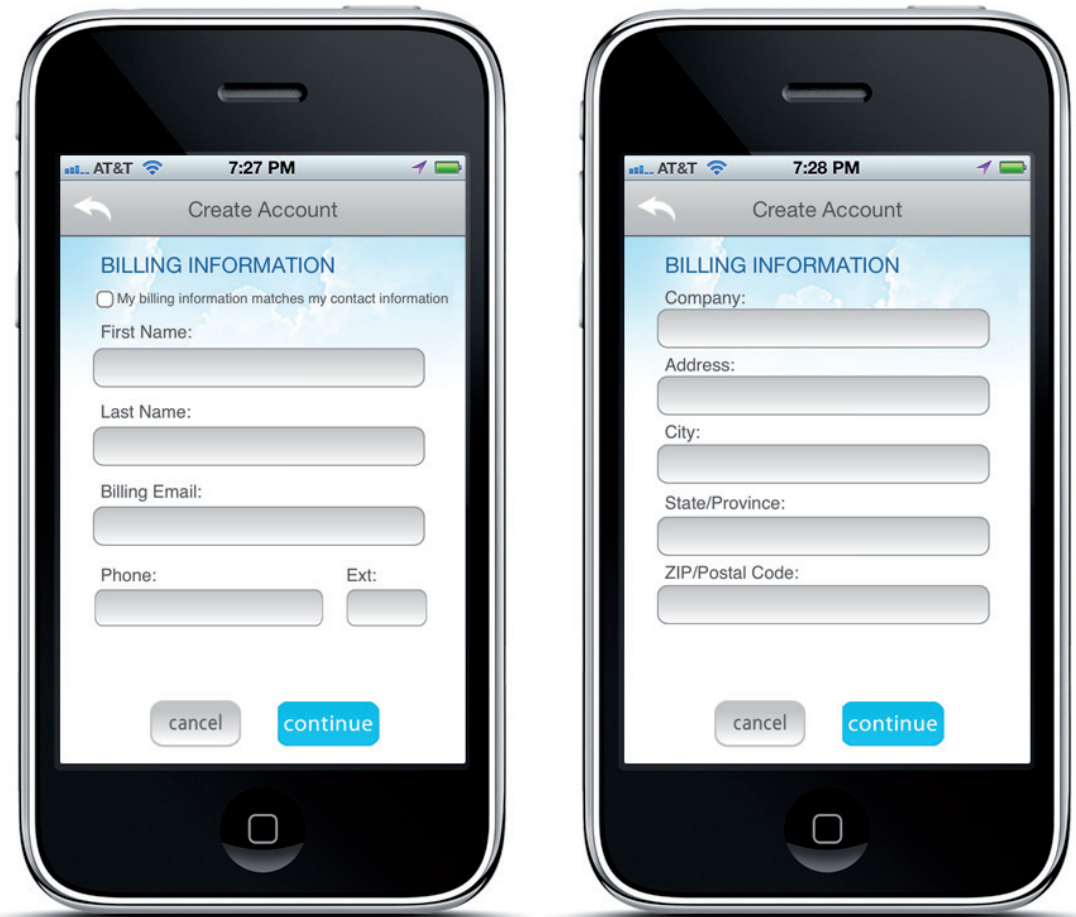 AT&T 7:27 PM
Create Account
BILLING INFORMATION
My billing information matches my contact information
First Name:
Last Name:
Billing Email:
Phone: Ext:
cancel continue
AT&T 7:28 PM
Create Account
BILLING INFORMATION
Company:
Address:
City:
State/Province:
ZIP/Postal Code:
cancel continue